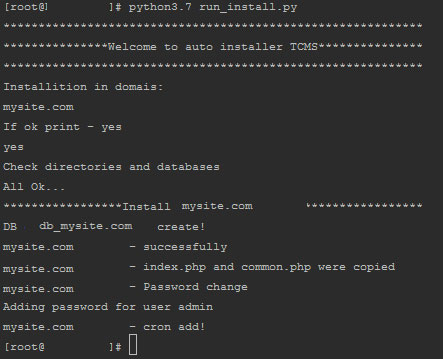 [root@ ]# python3.7 run_install.py
**************************************************************
***************Welcome to auto installer TCMS***************
**************************************************************
Installition in domais:
mysite.com
If ok print - yes
yes
Check directories and databases
All Ok...
*****************Install mysite.com *****************
DB db_mysite.com create!
mysite.com - successfully
mysite.com - index.php and common.php were copied
mysite.com - Password change
Adding password for user admin
mysite.com - cron add!
[root@ ]#